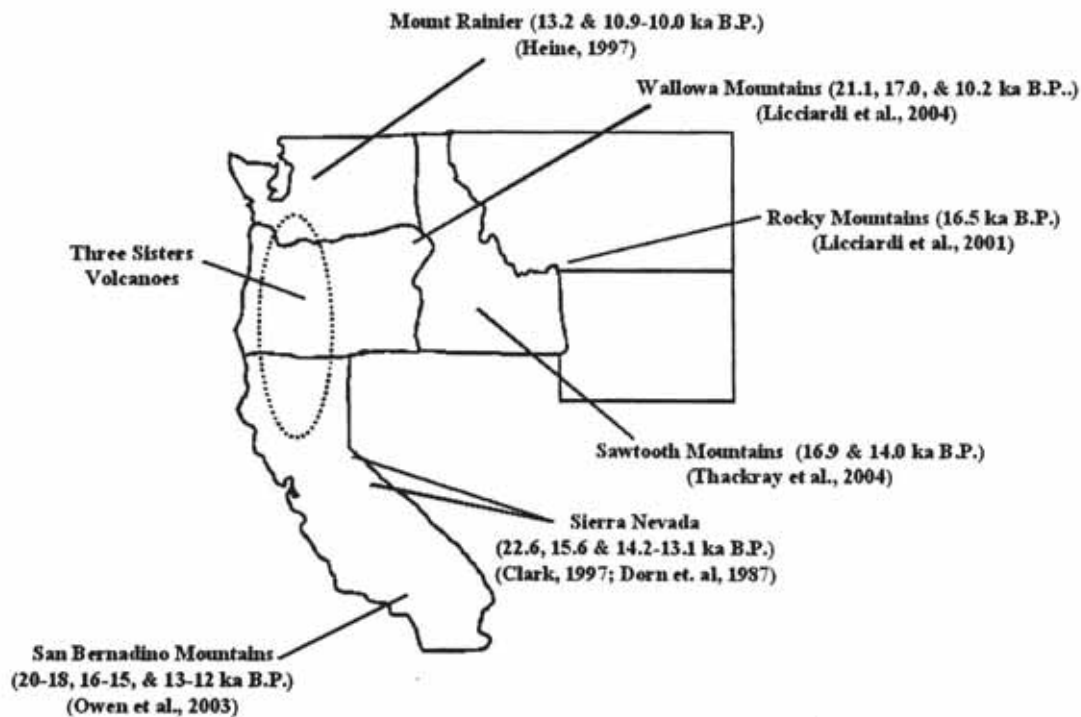 Mount Rainier (13.2 & 10.9-10.0 ka B.P.)
(Heine, 1997)
Wallowa Mountains (21.1, 17.0, & 10.2 ka B.P..)
(Licciardi et al., 2004)
Rocky Mountains (16.5 ka B.P.)
(Licciardi et al., 2001)
Three Sisters
Volcanoes
Sawtooth Mountains (16.9 & 14.0 ka B.P.)
(Thackray et al., 2004)
Sierra Nevada
(22.6, 15.6 & 14.2-13.1 ka B.P.)
(Clark, 1997; Dorn et. al, 1987)
San Bernadino Mountains
(20-18, 16-15, & 13-12 ka B.P.)
(Owen et al., 2003)